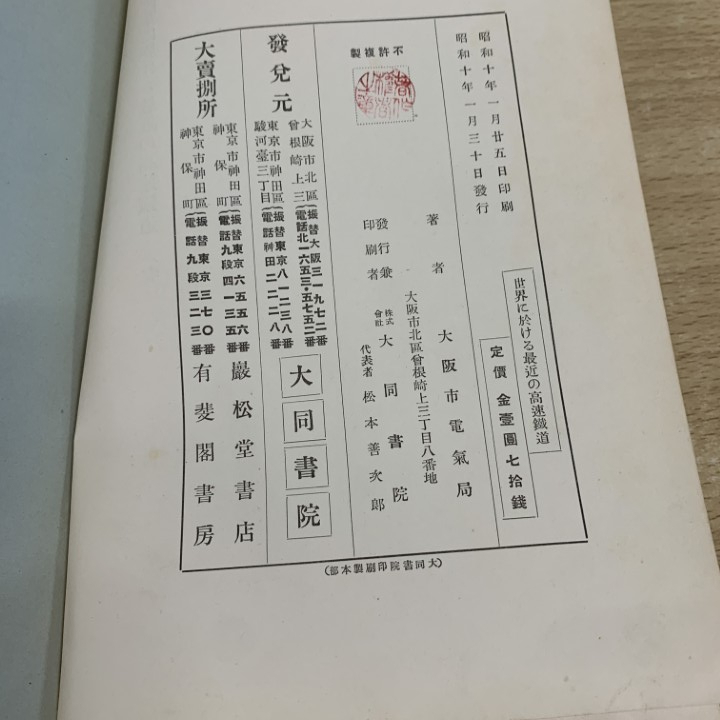 昭和十年一月廿五日印刷
昭和十年一月三十日發行
世界に於ける最近の高速鐵道
定價 金壹圓七拾錢
不許複製
著者 大阪市電氣局
發行兼印刷者
大阪市北區曾根崎上三丁目八番地
株式會社 大同書院
代表者 松本善次郎
發兌元
大阪市北區曾根崎上三
振替大阪三一九七二番
電話北一六五三・五七五二番
東京市神田區駿河臺三丁目
振替東京八一二三八番
電話神田二二二八番
大同書院
大賣捌所
東京市神田區神保町
振替東京六五五六番
電話九段四一三五番
巖松堂書店
東京市神田區神保町
振替東京三七〇番
電話九段三二三番
有斐閣書房
(大同書院印刷製本部)